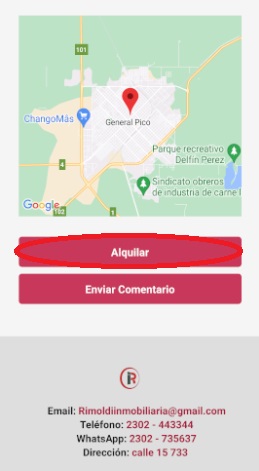 101
ChangoMás
General Pico
Parque recreativo
Delfin Perez
4
Sindicato obreros
de industria de carne
Google
102
1
Alquilar
Enviar Comentario
R
Email: Rimoldiinmobiliaria@gmail.com
Teléfono: 2302 - 443344
WhatsApp: 2302 - 735637
Dirección: calle 15 733